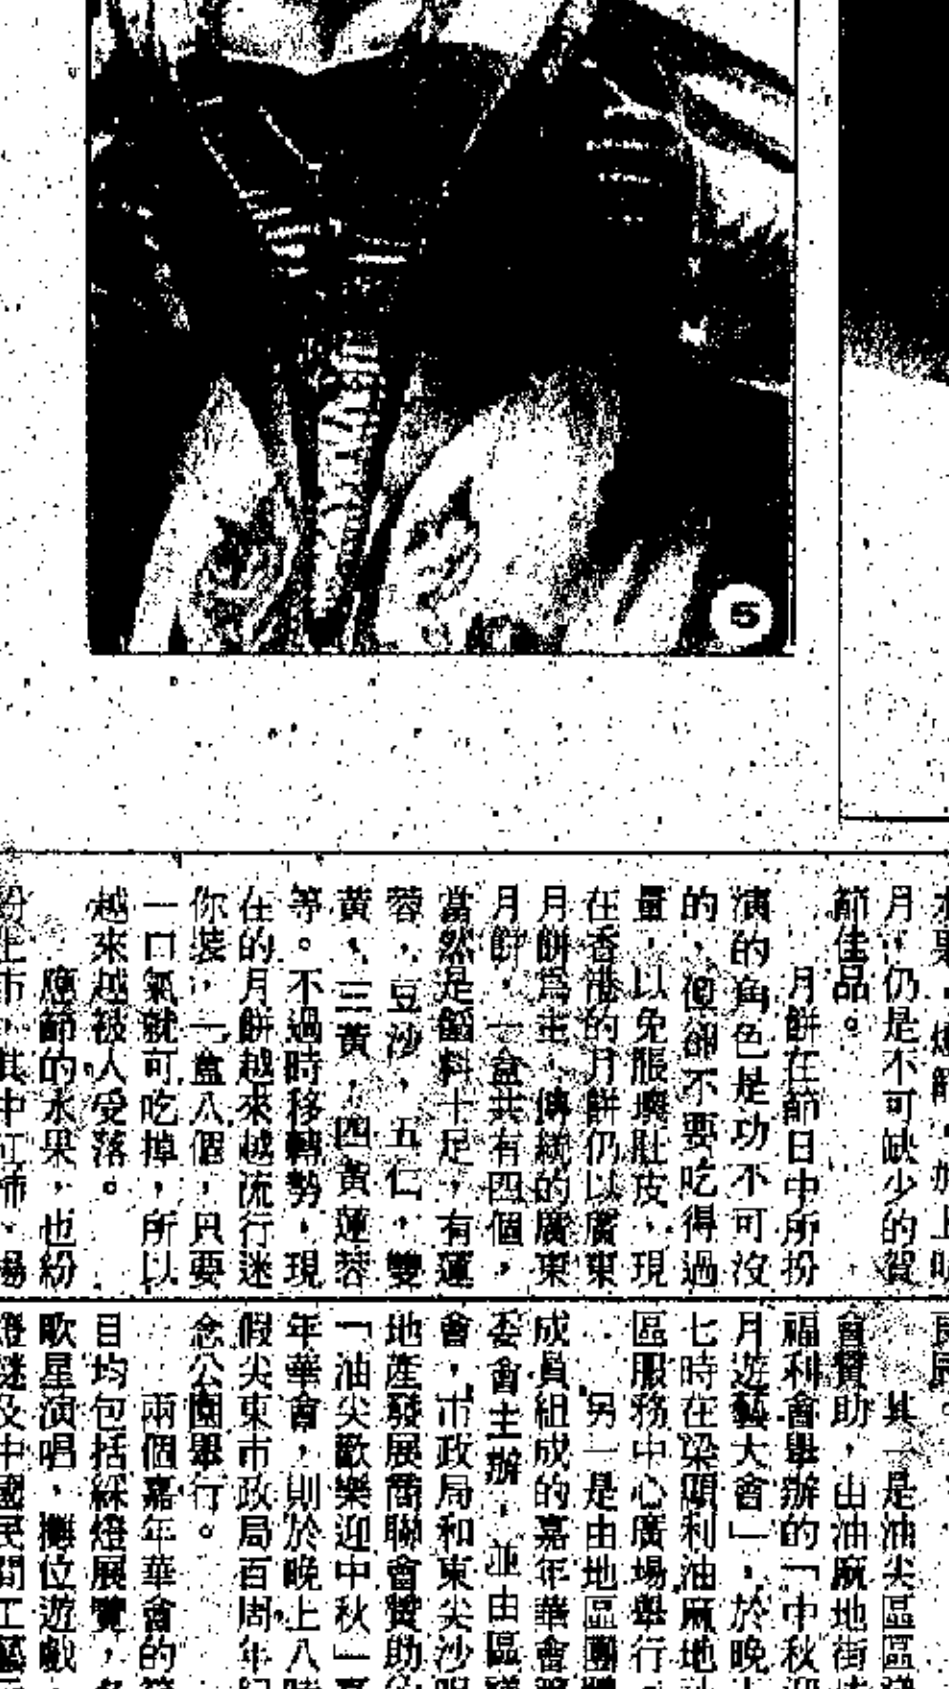 5
月，仍是不可缺少的賀
節佳品。
月餅在節日中所扮
演的角色是功不可沒
的，但卻不要吃得過
量，以免脹壞肚皮，現
在香港的月餅仍以廣東
月餅爲主，傳統的廣東
月餅，一盒共有四個，
當然是餡料十足，有蓮
蓉，豆沙，五仁，雙
黃，三黃，四黃蓮蓉
等。不過時移轉勢，現
在的月餅越來越流行迷
你裝，一盒八個，只要
一口氣就可吃掉，所以
越來越被人受落。
應節的水果，也紛
紛上市，其中
其一是油尖區區
會贊助，由油麻地街
福利會舉辦的「中秋
月遊藝大會」，於晚
七時在梁顯利油麻地
區服務中心廣場舉行
另一是由地區團
成員組成的嘉年華會
委會主辦，並由區
會，市政局和東尖沙
地產發展商聯會贊助
「油尖歡樂迎中秋」
年華會，則於晚上八
假尖東市政局百周年
念公園舉行。
兩個嘉年華會的
目均包括綵燈展覽，
歌星演唱，攤位遊戲
燈謎及中國民間工藝